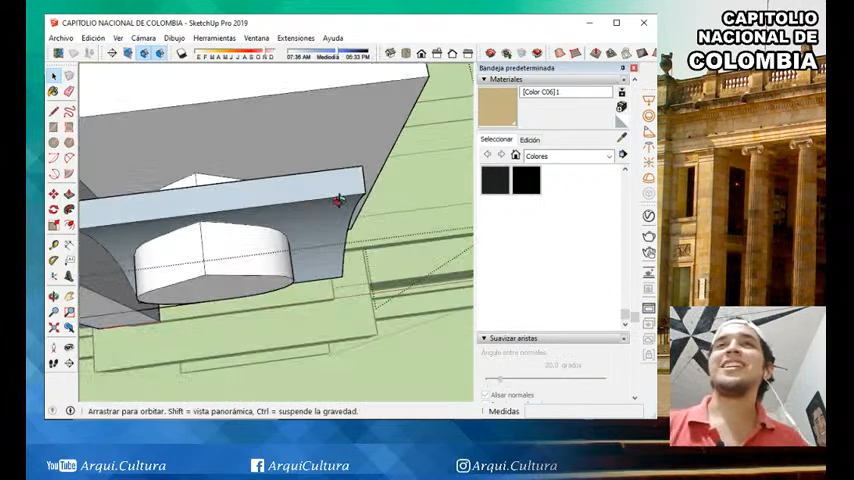 CAPITOLIO NACIONAL DE COLOMBIA - SketchUp Pro 2019
Archivo Edición Ver Cámara Dibujo Herramientas Ventana Extensiones Ayuda
E F M A M J J A S O N D
07:36 AM Mediodía 06:33 PM
Bandeja predeterminada
Materiales
[Color C06]1
Seleccionar Edición
Colores
Suavizar aristas
Ángulo entre normales:
20,0 grados
Alisar normales
Arrastrar para orbitar. Shift = vista panorámica, Ctrl = suspende la gravedad.
Medidas
CAPITOLIO
NACIONAL DE
COLOMBIA
YouTube Arqui.Cultura
ArquiCultura
Arqui.Cultura